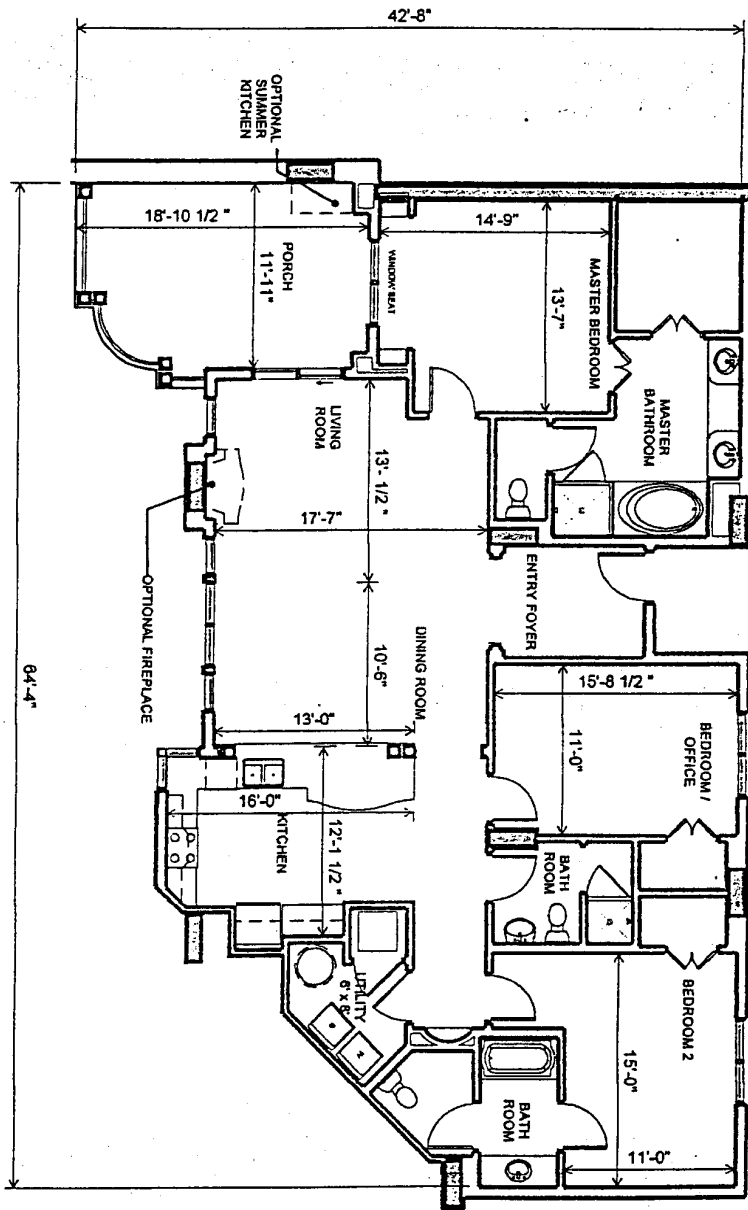 42'-8"
OPTIONAL
SUMMER
KITCHEN
18'-10 1/2 "
PORCH
11'-11"
WINDOW SEAT
14'-9"
13'-7"
MASTER BEDROOM
MASTER
BATHROOM
LIVING
ROOM
13'- 1/2 "
17'-7"
OPTIONAL FIREPLACE
ENTRY FOYER
10'-6"
DINING ROOM
13'-0"
64'-4"
15'-8 1/2 "
11'-0"
BEDROOM /
OFFICE
16'-0"
KITCHEN
12'-1 1/2 "
BATH
ROOM
UTILITY
6' x 8'
BEDROOM 2
15'-0"
11'-0"
BATH
ROOM